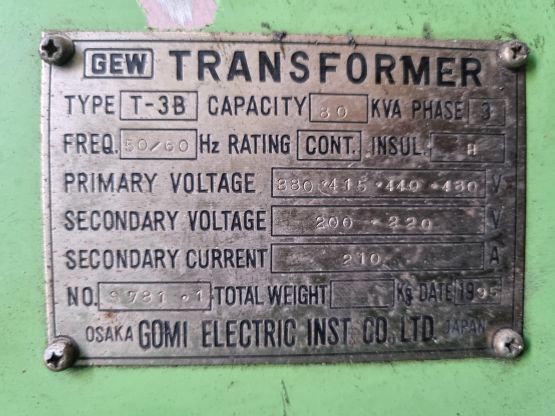 GEW TRANSFORMER
TYPE T-3B CAPACITY 80 KVA PHASE 3
FREQ. 50/60 Hz RATING CONT. INSUL. H
PRIMARY VOLTAGE 380·415·440·480 V
SECONDARY VOLTAGE 200·220 V
SECONDARY CURRENT 210 A
NO. S781·1 TOTAL WEIGHT Kg DATE 1995
OSAKA GOMI ELECTRIC INST. CO., LTD. JAPAN